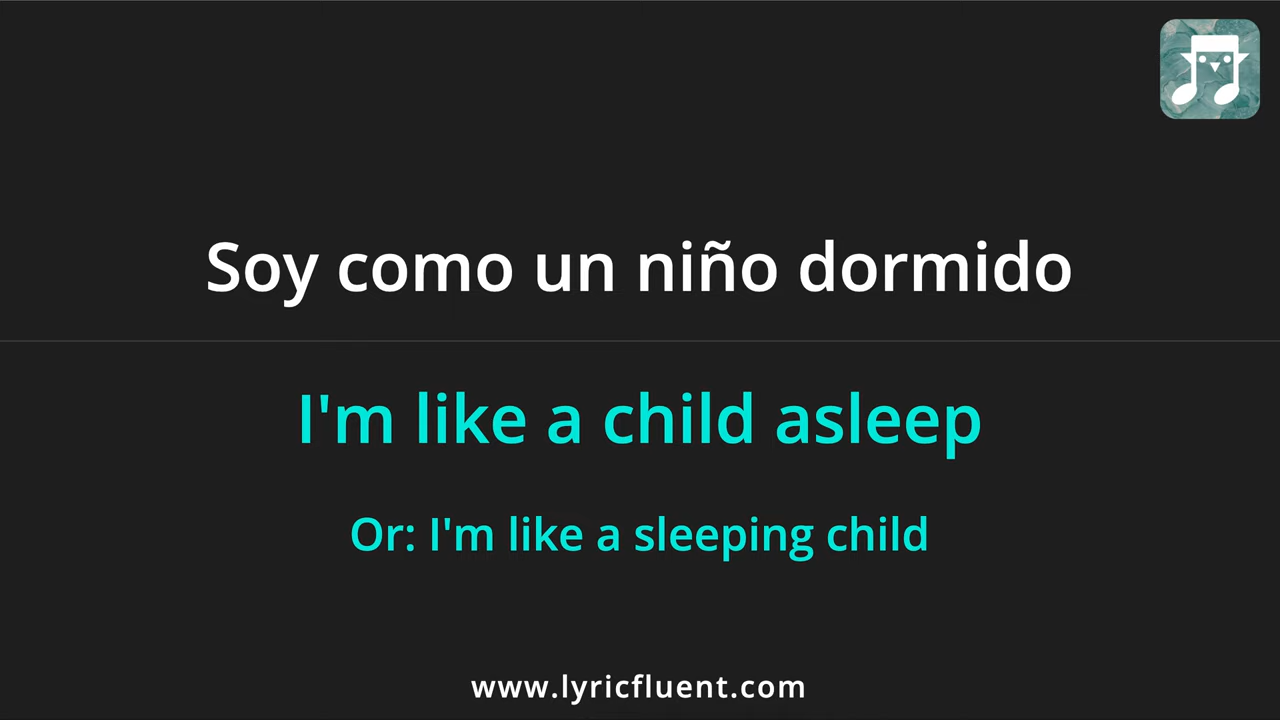 Soy como un niño dormido
I'm like a child asleep
Or: I'm like a sleeping child
www.lyricfluent.com